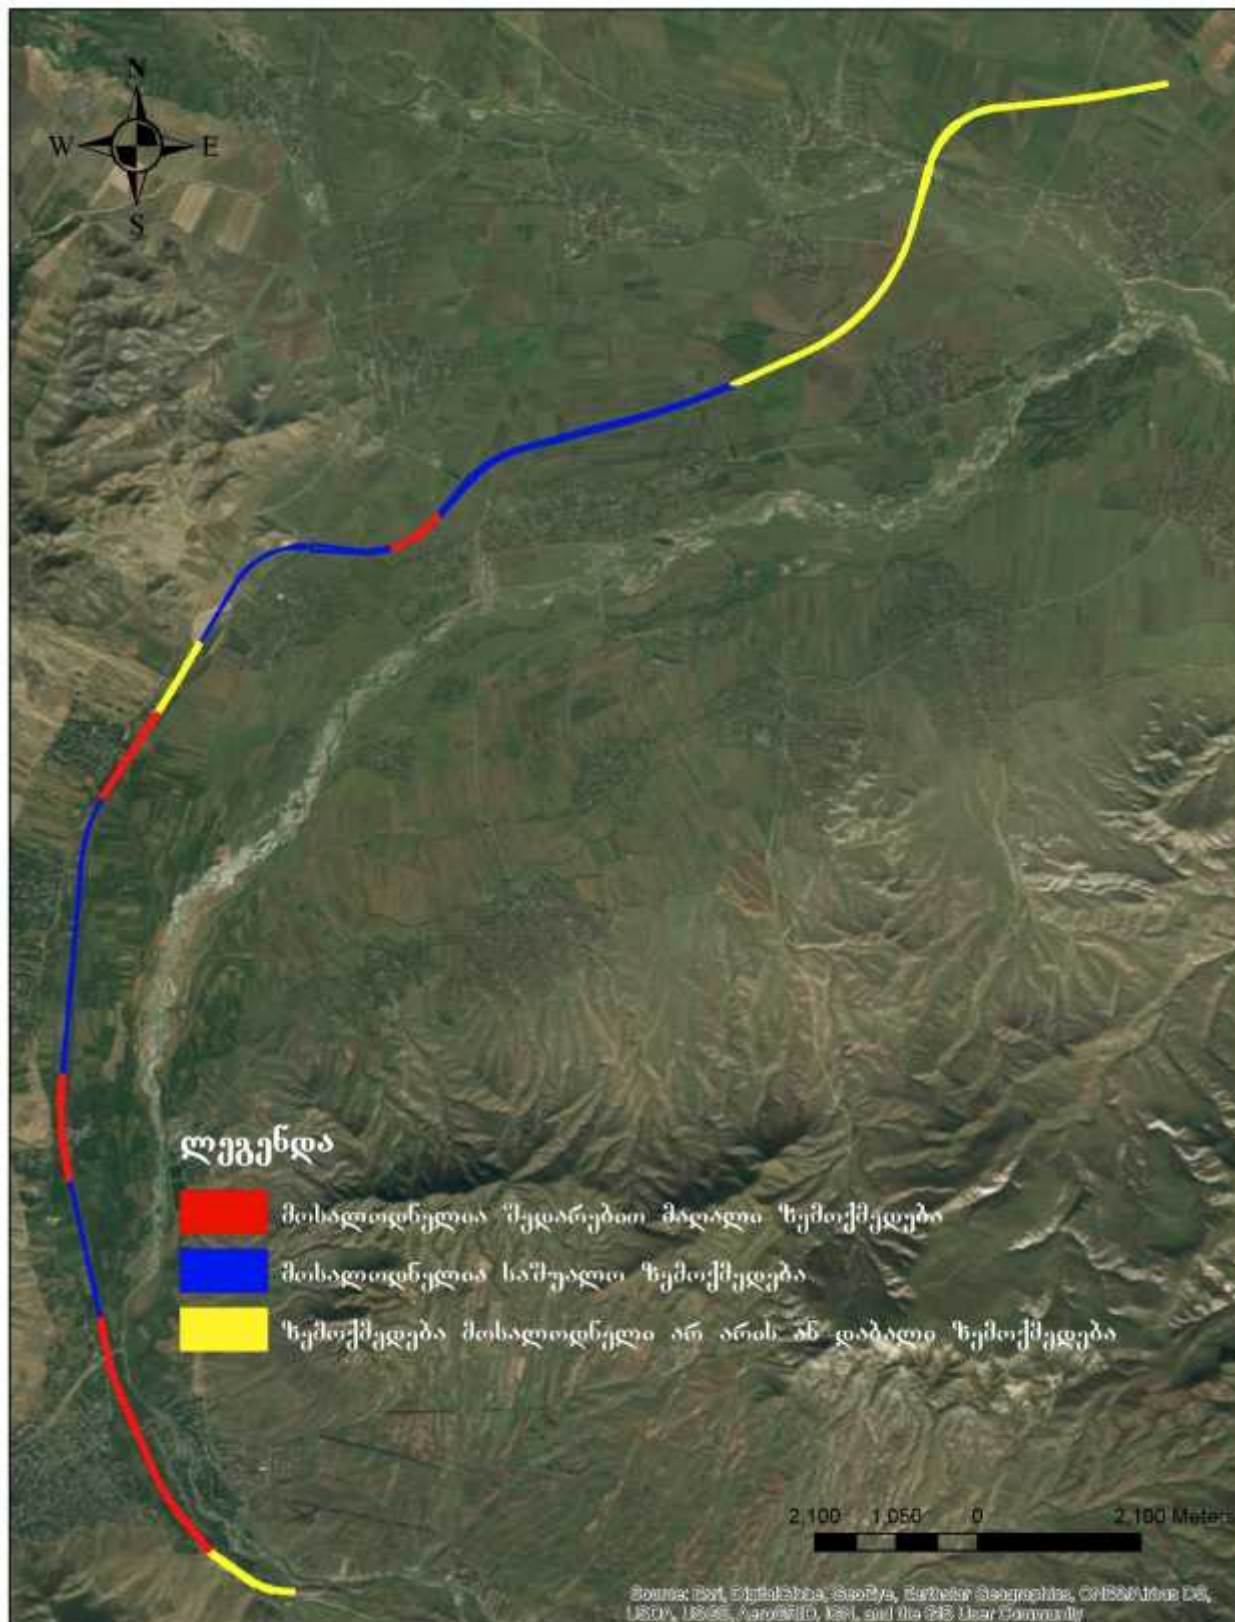 N
W E
S
ლეგენდა
მოსალოდნელია შედარებით მაღალი ზემოქმედება
მოსალოდნელია საშუალო ზემოქმედება
ზემოქმედება მოსალოდნელი არ არის ან დაბალი ზემოქმედება
2,100 1,050 0 2,100 Meters
Source: Esri, DigitalGlobe, GeoEye, Earthstar Geographics, CNES/Airbus DS,
USDA, USGS, AeroGRID, IGN, and the GIS User Community